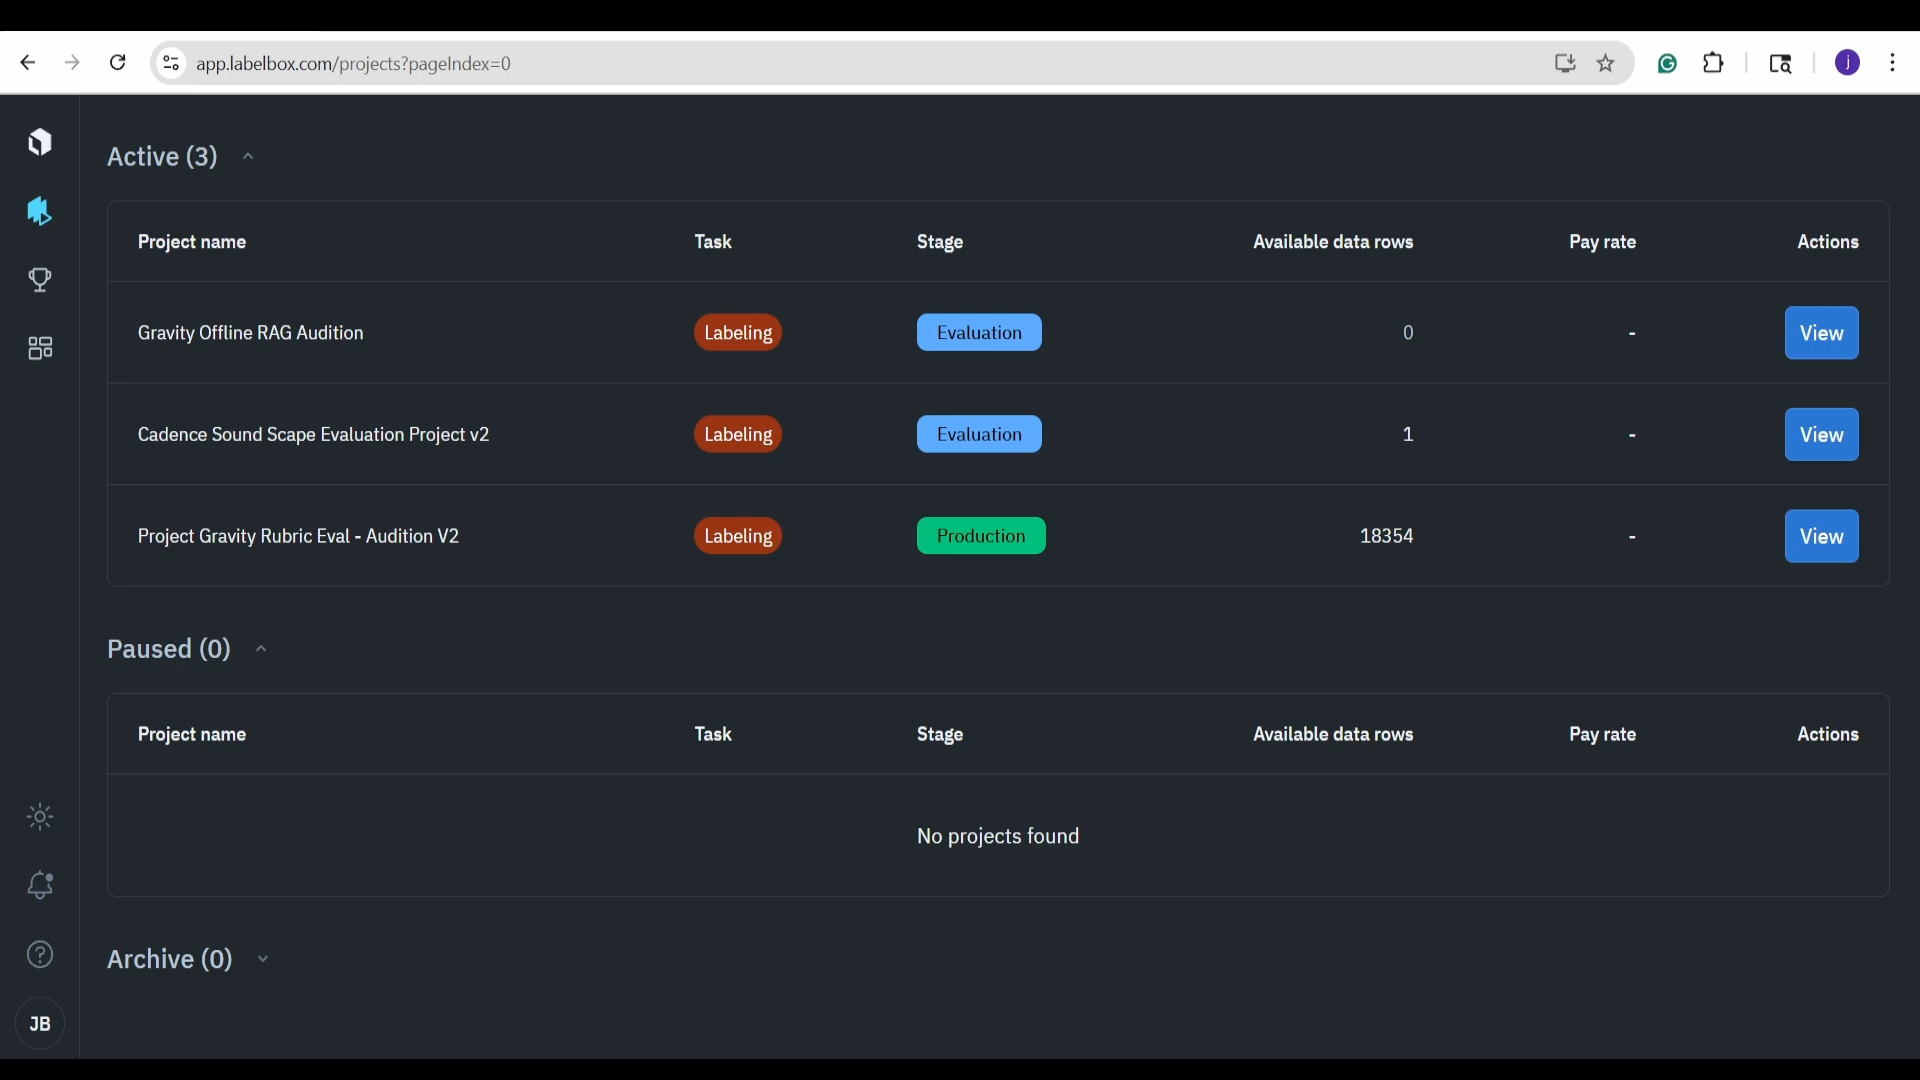 app.labelbox.com/projects?pageIndex=0
j
Active (3)
Project name Task Stage Available data rows Pay rate Actions
Gravity Offline RAG Audition Labeling Evaluation 0 - View
Cadence Sound Scape Evaluation Project v2 Labeling Evaluation 1 - View
Project Gravity Rubric Eval - Audition V2 Labeling Production 18354 - View
Paused (0)
Project name Task Stage Available data rows Pay rate Actions
No projects found
Archive (0)
JB